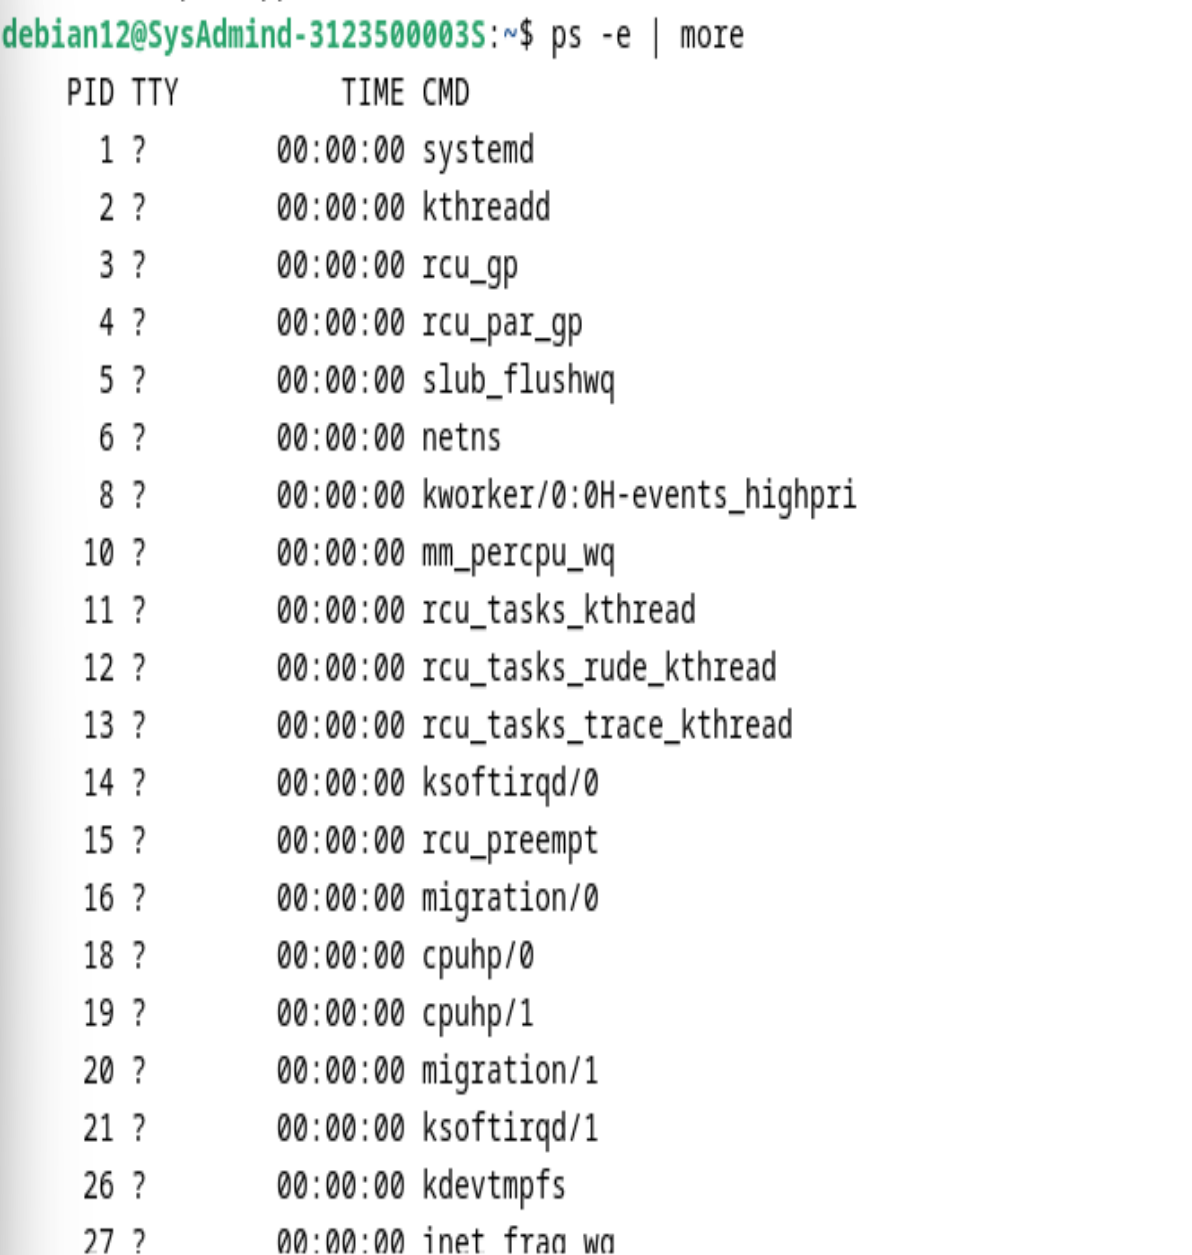 debian12@SysAdmind-3123500003S:~$ ps -e | more
PID TTY TIME CMD
1 ? 00:00:00 systemd
2 ? 00:00:00 kthreadd
3 ? 00:00:00 rcu_gp
4 ? 00:00:00 rcu_par_gp
5 ? 00:00:00 slub_flushwq
6 ? 00:00:00 netns
8 ? 00:00:00 kworker/0:0H-events_highpri
10 ? 00:00:00 mm_percpu_wq
11 ? 00:00:00 rcu_tasks_kthread
12 ? 00:00:00 rcu_tasks_rude_kthread
13 ? 00:00:00 rcu_tasks_trace_kthread
14 ? 00:00:00 ksoftirqd/0
15 ? 00:00:00 rcu_preempt
16 ? 00:00:00 migration/0
18 ? 00:00:00 cpuhp/0
19 ? 00:00:00 cpuhp/1
20 ? 00:00:00 migration/1
21 ? 00:00:00 ksoftirqd/1
26 ? 00:00:00 kdevtmpfs
27 ? 00:00:00 inet_frag_wq